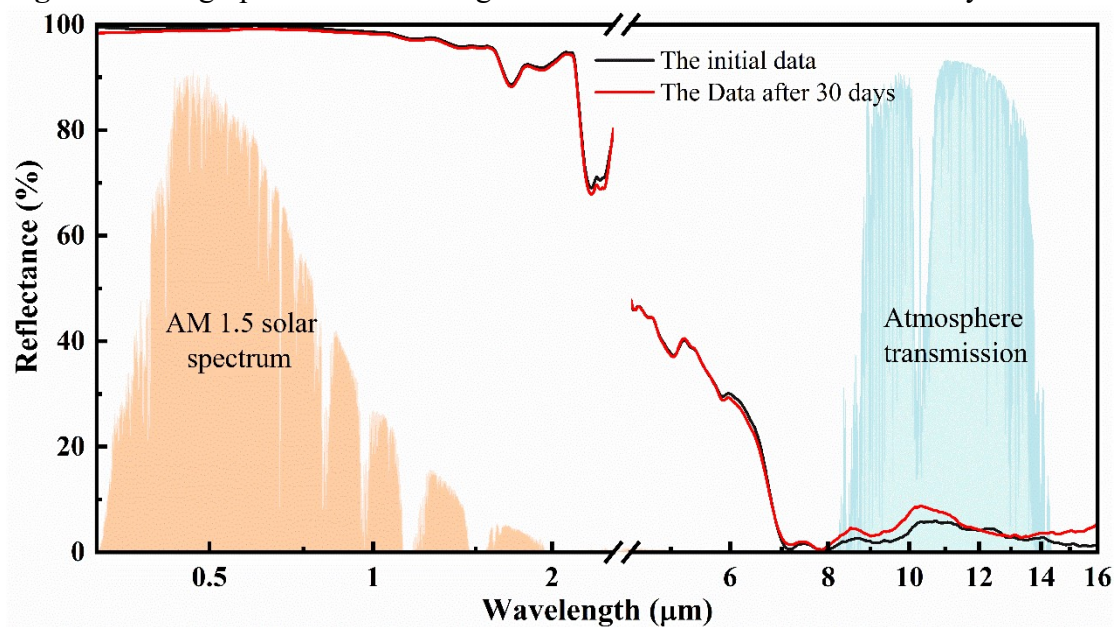 100
80
60
40
20
0
Reflectance (%)
The initial data
The Data after 30 days
AM 1.5 solar
spectrum
Atmosphere
transmission
0.5
1
2
6
8
10
12
14
16
Wavelength (μm)